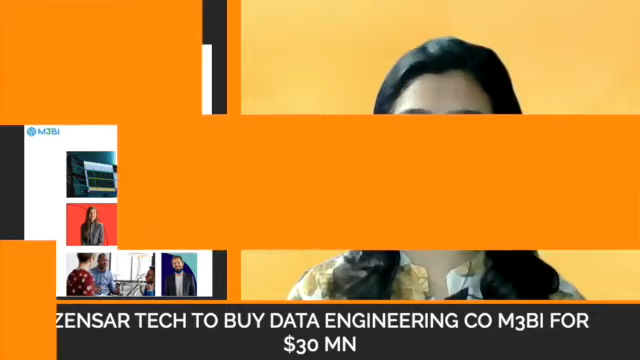 M3BI
ZENSAR TECH TO BUY DATA ENGINEERING CO M3BI FOR
$30 MN